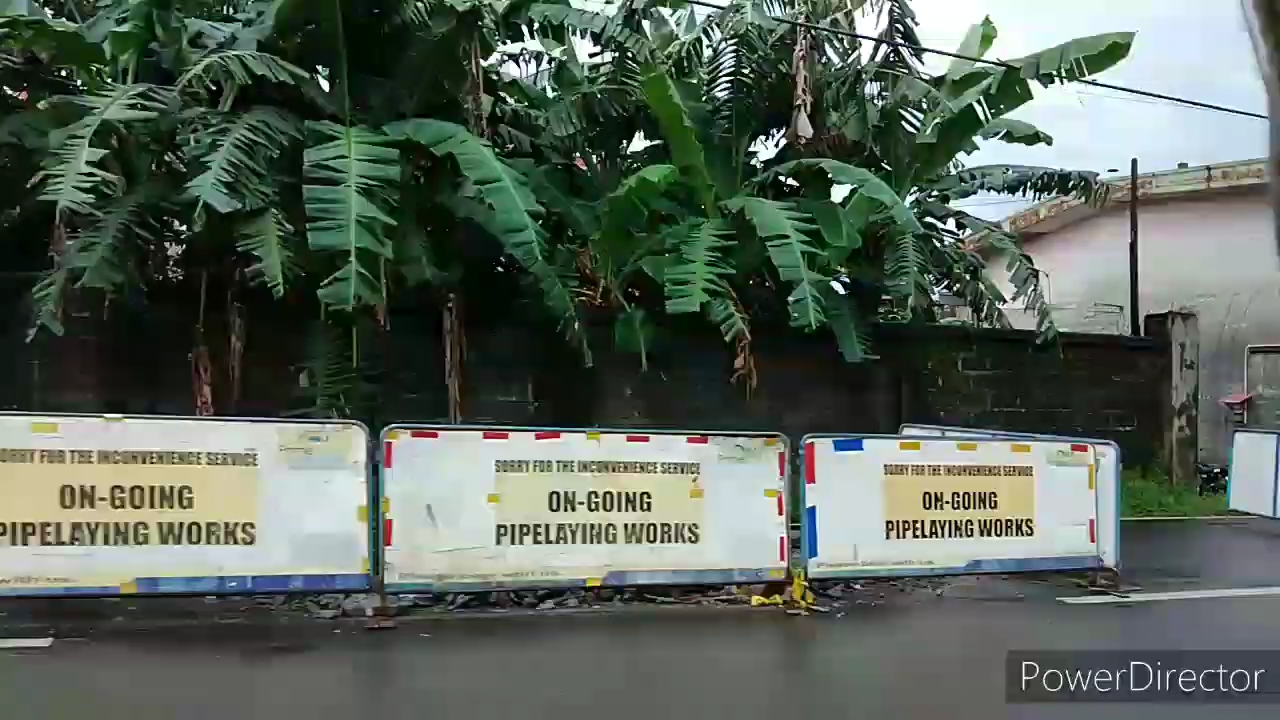 SORRY FOR THE INCONVENIENCE SERVICE
ON-GOING
PIPELAYING WORKS
SORRY FOR THE INCONVENIENCE SERVICE
ON-GOING
PIPELAYING WORKS
SORRY FOR THE INCONVENIENCE SERVICE
ON-GOING
PIPELAYING WORKS
PowerDirector